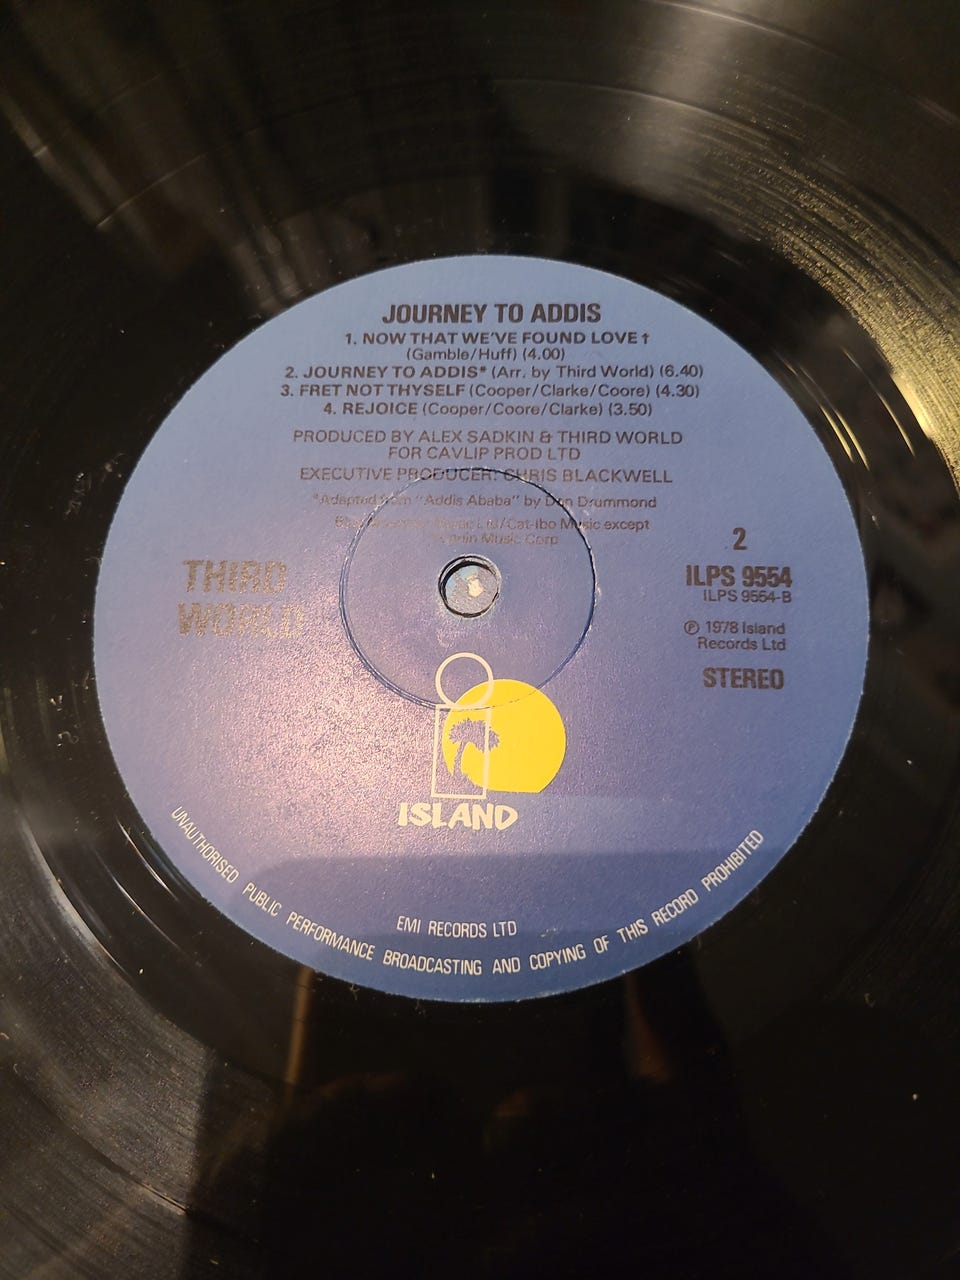 JOURNEY TO ADDIS
1. NOW THAT WE'VE FOUND LOVE †
(Gamble/Huff) (4.00)
2. JOURNEY TO ADDIS* (Arr. by Third World) (6.40)
3. FRET NOT THYSELF (Cooper/Clarke/Coore) (4.30)
4. REJOICE (Cooper/Coore/Clarke) (3.50)
PRODUCED BY ALEX SADKIN & THIRD WORLD
FOR CAVLIP PROD LTD
EXECUTIVE PRODUCER: CHRIS BLACKWELL
*Adapted from "Addis Ababa" by Don Drummond
Music Ltd/Cat-Ibo Music except
Music Corp
THIRD
WORLD
2
ILPS 9554
ILPS 9554-B
℗ 1978 Island
Records Ltd
STEREO
ISLAND
EMI RECORDS LTD
UNAUTHORISED PUBLIC PERFORMANCE BROADCASTING AND COPYING OF THIS RECORD PROHIBITED